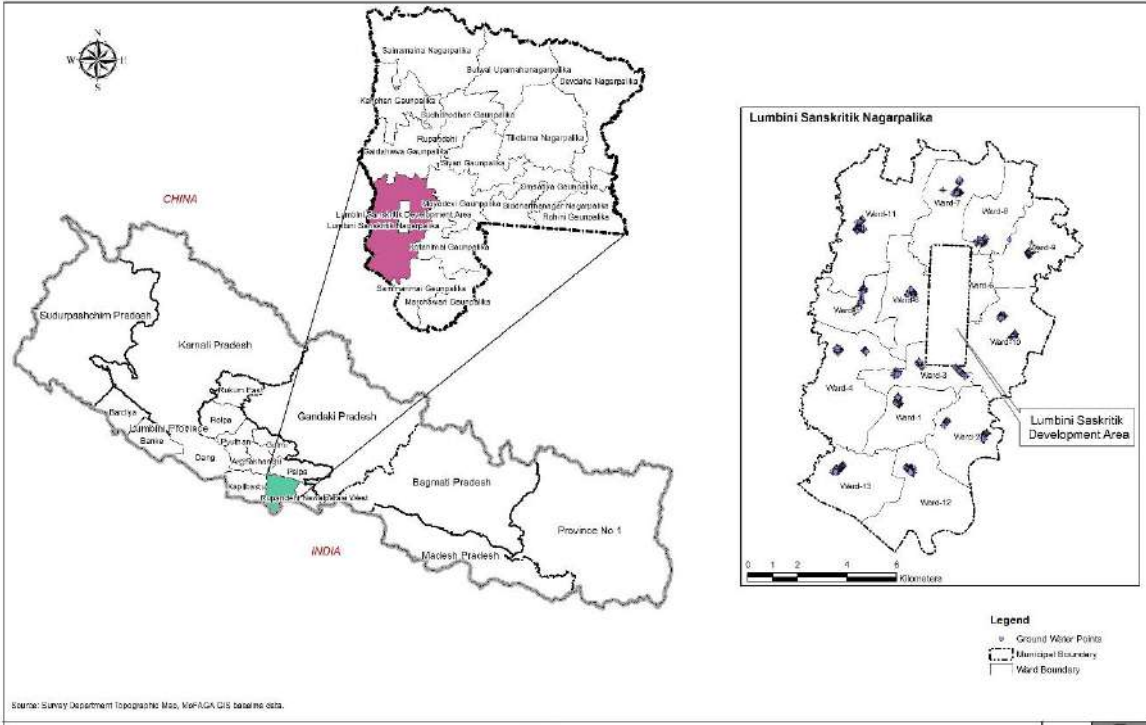 N
W
E
S
Sainamaina Nagarpalika
Butwal Upamahanagarpalika
Devdaha Nagarpalika
Kanchan Gaunpalika
Sudhdhodhan Gaunpalika
Rupandehi
Tillotama Nagarpalika
Gaidahawa Gaunpalika
Siyari Gaunpalika
Omsatiya Gaunpalika
Mayadevi Gaunpalika
Siddharthanagar Nagarpalika
Rohini Gaunpalika
Lumbini Sanskritik Development Area
Lumbini Sanskritik Nagarpalika
Kotahimai Gaunpalika
Sammarimai Gaunpalika
Marchawari Gaunpalika
CHINA
Sudurpashchim Pradesh
Karnali Pradesh
Rukum East
Rolpa
Gandaki Pradesh
Bardiya
Lumbini Province
Banke
Pyuthan
Gulmi
Dang
Arghakhanchi
Palpa
Kapilbastu
Rupandehi
West
Bagmati Pradesh
Province No 1
Madesh Pradesh
INDIA
Lumbini Sanskritik Nagarpalika
Ward-7
Ward-8
Ward-11
Ward-9
Ward-6
Ward-10
Ward-3
Ward-4
Ward-1
Ward-2
Ward-13
Ward-12
Lumbini Saskritik
Development Area
0 1 2 4 6
Kilometers
Legend
Ground Water Points
Municipal Boundary
Ward Boundary
Source: Survey Department Topographic Map, MoFAGA GIS baseline data.